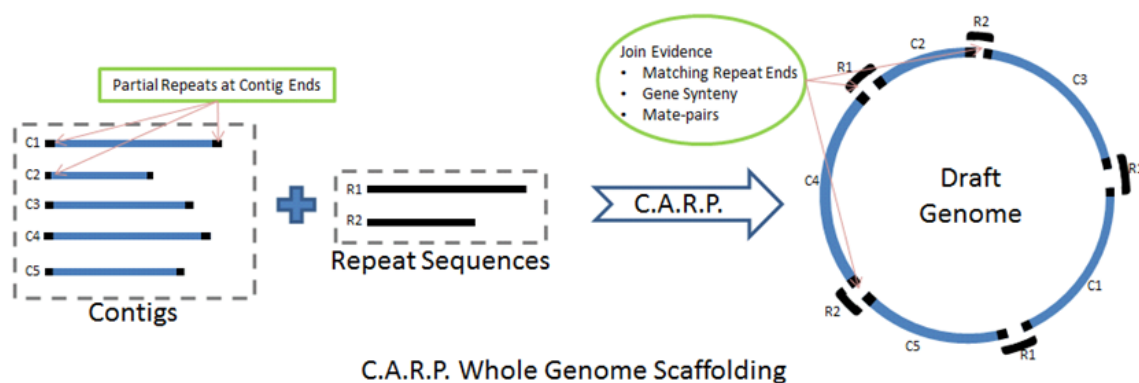 Partial Repeats at Contig Ends
C1
C2
C3
C4
C5
Contigs
R1
R2
Repeat Sequences
C.A.R.P.
Join Evidence
• Matching Repeat Ends
• Gene Synteny
• Mate-pairs
R2
C2
R1
C3
R1
C4
Draft
Genome
C1
R2
C5
R1
C.A.R.P. Whole Genome Scaffolding